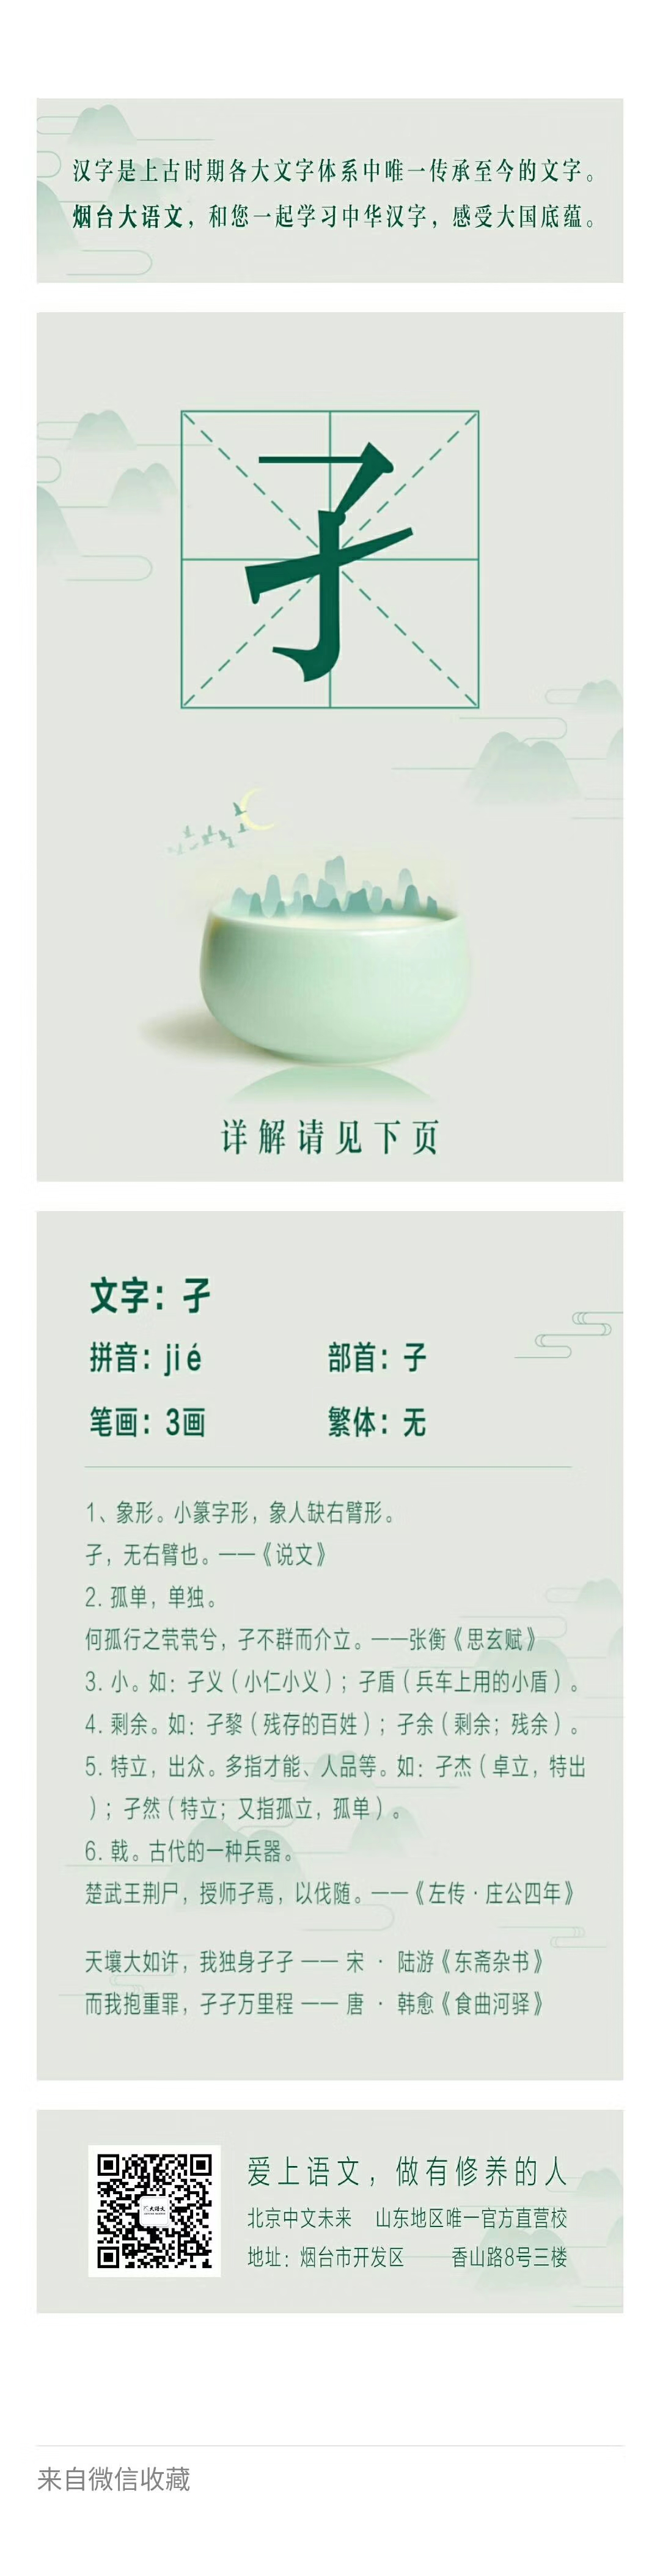 汉字是上古时期各大文字体系中唯一传承至今的文字。
烟台大语文，和您一起学习中华汉字，感受大国底蕴。
孑
详解请见下页
文字：孑
拼音：jié 部首：子
笔画：3画 繁体：无
1、象形。小篆字形，象人缺右臂形。
孑，无右臂也。——《说文》
2. 孤单，单独。
何孤行之茕茕兮，孑不群而介立。——张衡《思玄赋》
3. 小。如：孑义（小仁小义）；孑盾（兵车上用的小盾）。
4. 剩余。如：孑黎（残存的百姓）；孑余（剩余；残余）。
5. 特立，出众。多指才能、人品等。如：孑杰（卓立，特出
）；孑然（特立；又指孤立，孤单）。
6. 戟。古代的一种兵器。
楚武王荆尸，授师孑焉，以伐随。——《左传·庄公四年》
天壤大如许，我独身孑孑 —— 宋 · 陆游《东斋杂书》
而我抱重罪，孑孑万里程 —— 唐 · 韩愈《食曲河驿》
大语文
爱上语文，做有修养的人
北京中文未来 山东地区唯一官方直营校
地址：烟台市开发区 香山路8号三楼
来自微信收藏